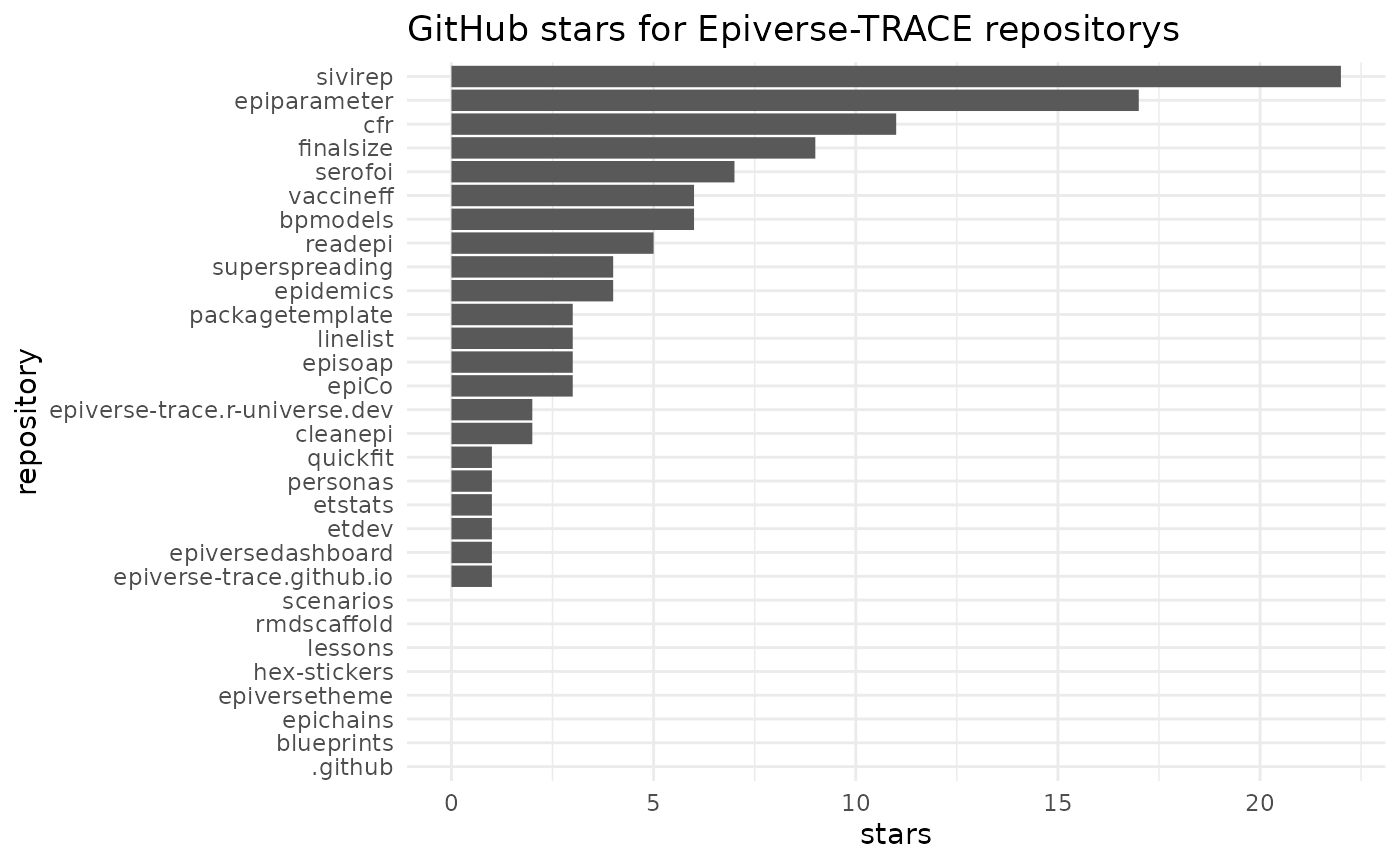 GitHub stars for Epiverse-TRACE repositorys
sivirep
epiparameter
cfr
finalsize
serofoi
vaccineff
bpmodels
readepi
superspreading
epidemics
packagetemplate
linelist
episoap
epiCo
epiverse-trace.r-universe.dev
cleanepi
quickfit
personas
etstats
etdev
epiversedashboard
epiverse-trace.github.io
scenarios
rmdscaffold
lessons
hex-stickers
epiversetheme
epichains
blueprints
.github
repository
0 5 10 15 20
stars